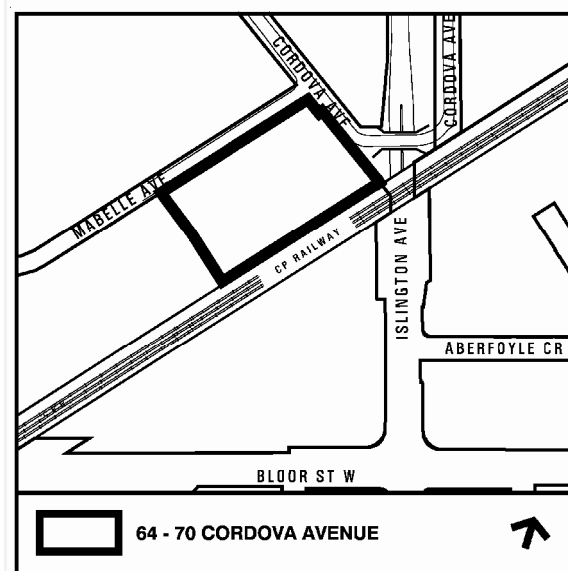 CORDOVA AVE
CORDOVA AVE
MABELLE AVE
CP RAILWAY
ISLINGTON AVE
ABERFOYLE CR
BLOOR ST W
64 - 70 CORDOVA AVENUE